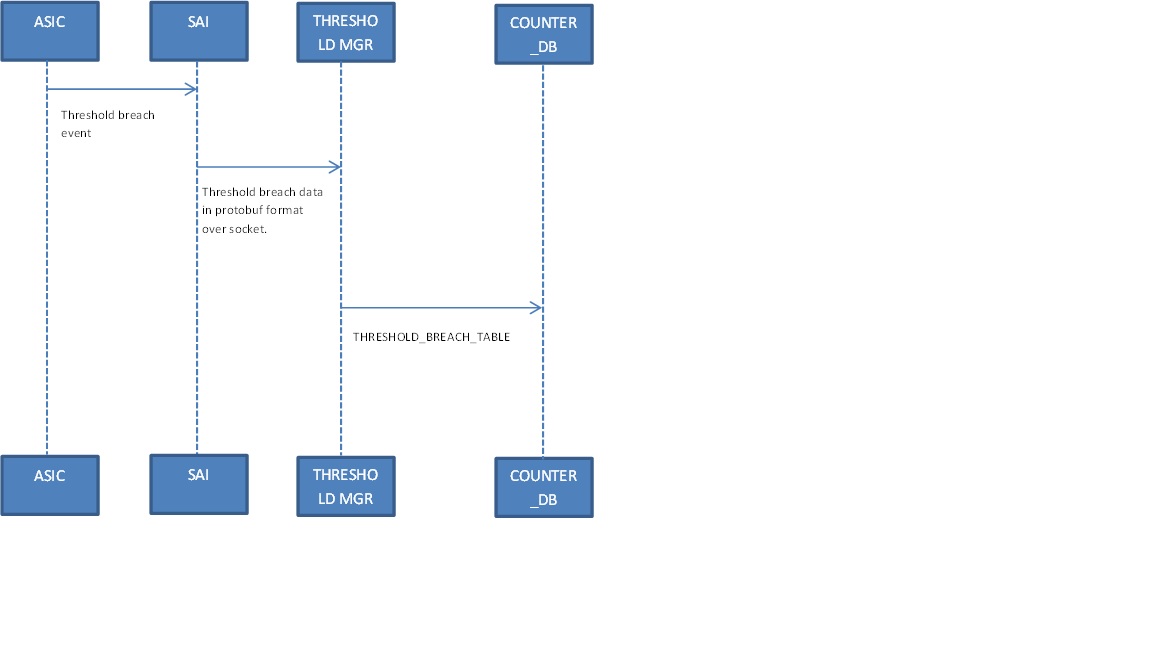 ASIC
SAI
THRESHO
LD MGR
COUNTER
_DB
Threshold breach
event
Threshold breach data
in protobuf format
over socket.
THRESHOLD_BREACH_TABLE
ASIC
SAI
THRESHO
LD MGR
COUNTER
_DB